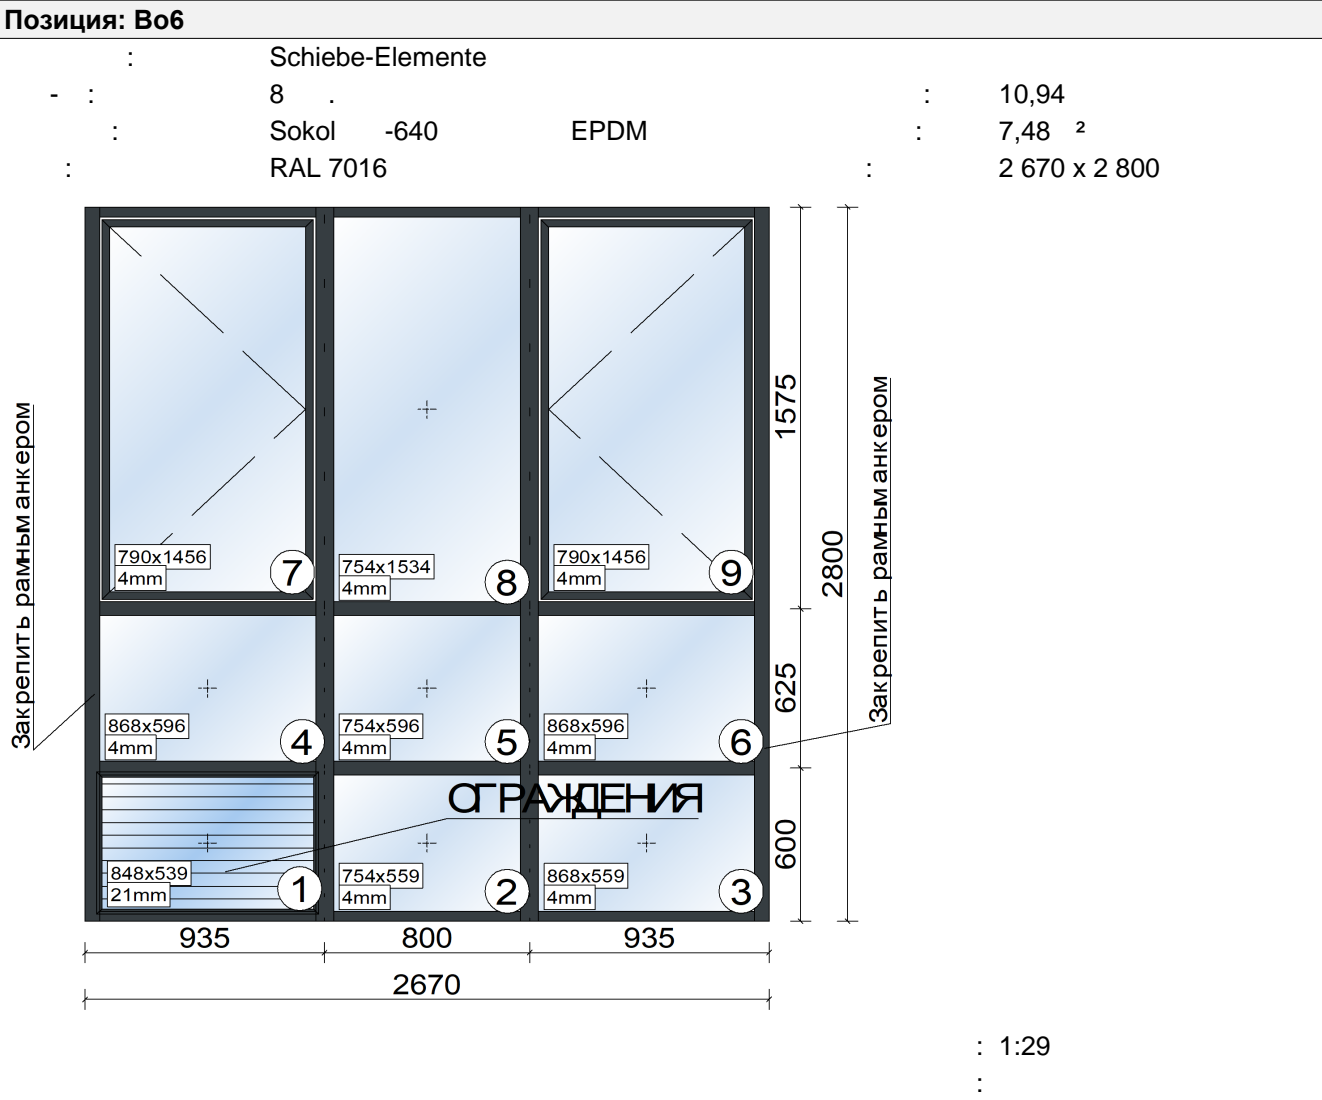 Позиция: Во6
: Schiebe-Elemente
- : 8 . : 10,94
: Sokol -640 EPDM : 7,48 ²
: RAL 7016 : 2 670 x 2 800
Закрепить рамным анкером
Закрепить рамным анкером
1575
2800
625
600
790x1456
4mm
7
754x1534
4mm
8
790x1456
4mm
9
868x596
4mm
4
754x596
4mm
5
868x596
4mm
6
ОГРАЖДЕНИЯ
848x539
21mm
1
754x559
4mm
2
868x559
4mm
3
935 800 935
2670
: 1:29
: